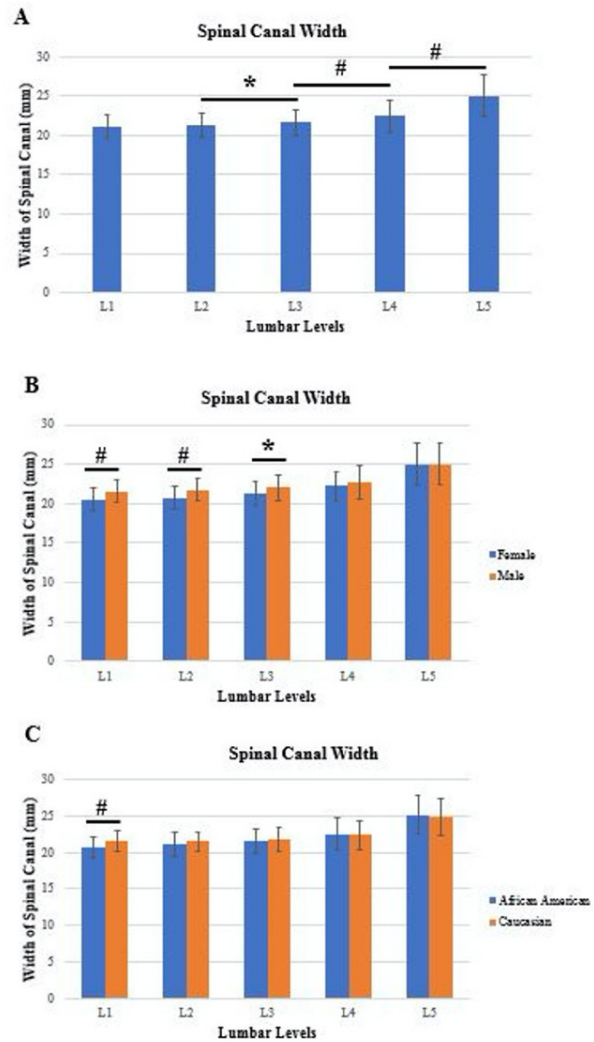 A
Spinal Canal Width
Width of Spinal Canal (mm)
30
25
20
15
10
5
0
*
#
#
L1 L2 L3 L4 L5
Lumbar Levels
B
Spinal Canal Width
Width of Spinal Canal (mm)
30
25
20
15
10
5
0
#
#
*
L1 L2 L3 L4 L5
Lumbar Levels
Female
Male
C
Spinal Canal Width
Width of Spinal Canal (mm)
30
25
20
15
10
5
0
#
L1 L2 L3 L4 L5
Lumbar Levels
African American
Caucasian